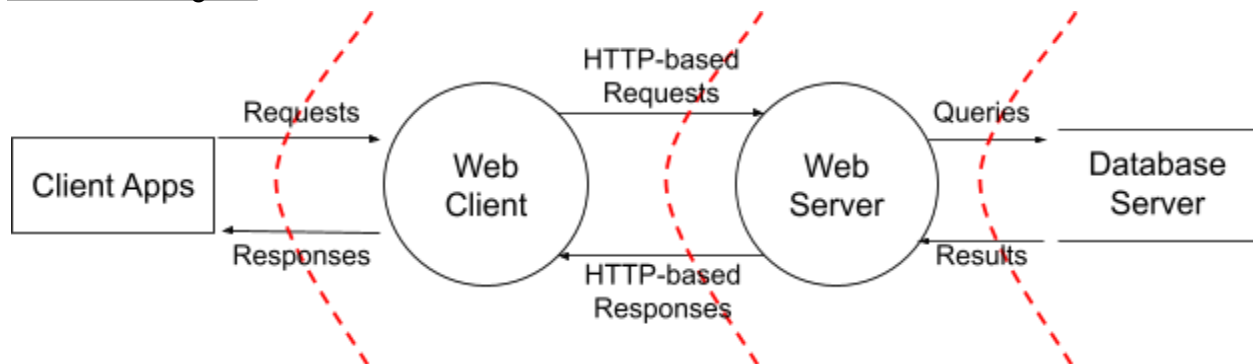 HTTP-based
Requests
Requests
Queries
Client Apps
Web
Client
Web
Server
Database
Server
Responses
HTTP-based
Responses
Results